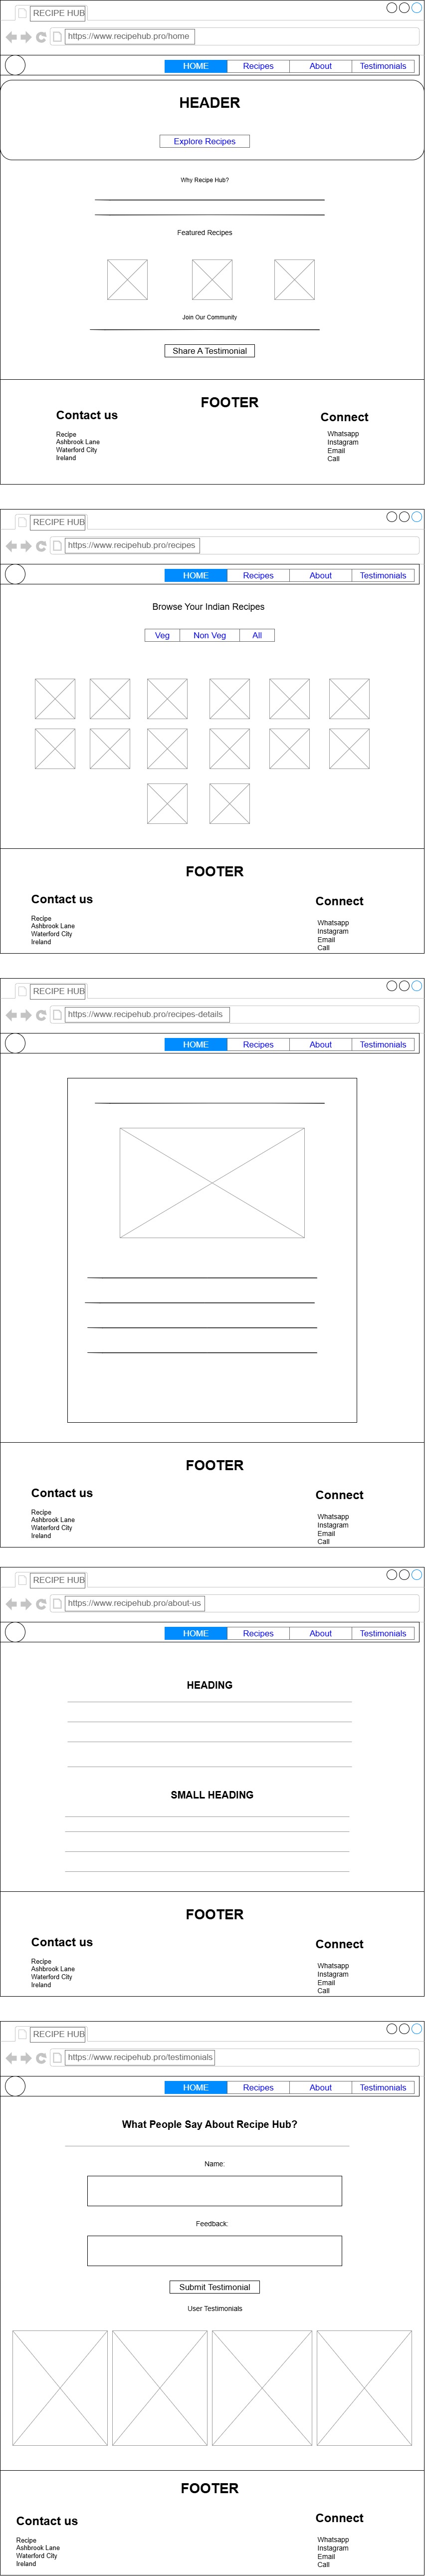 RECIPE HUB
https://www.recipehub.pro/home
HOME Recipes About Testimonials
HEADER
Explore Recipes
Why Recipe Hub?
Featured Recipes
Join Our Community
Share A Testimonial
FOOTER
Contact us
Recipe
Ashbrook Lane
Waterford City
Ireland
Connect
Whatsapp
Instagram
Email
Call
RECIPE HUB
https://www.recipehub.pro/recipes
HOME Recipes About Testimonials
Browse Your Indian Recipes
Veg Non Veg All
FOOTER
Contact us
Recipe
Ashbrook Lane
Waterford City
Ireland
Connect
Whatsapp
Instagram
Email
Call
RECIPE HUB
https://www.recipehub.pro/recipes-details
HOME Recipes About Testimonials
FOOTER
Contact us
Recipe
Ashbrook Lane
Waterford City
Ireland
Connect
Whatsapp
Instagram
Email
Call
RECIPE HUB
https://www.recipehub.pro/about-us
HOME Recipes About Testimonials
HEADING
SMALL HEADING
FOOTER
Contact us
Recipe
Ashbrook Lane
Waterford City
Ireland
Connect
Whatsapp
Instagram
Email
Call
RECIPE HUB
https://www.recipehub.pro/testimonials
HOME Recipes About Testimonials
What People Say About Recipe Hub?
Name:
Feedback:
Submit Testimonial
User Testimonials
FOOTER
Contact us
Recipe
Ashbrook Lane
Waterford City
Ireland
Connect
Whatsapp
Instagram
Email
Call